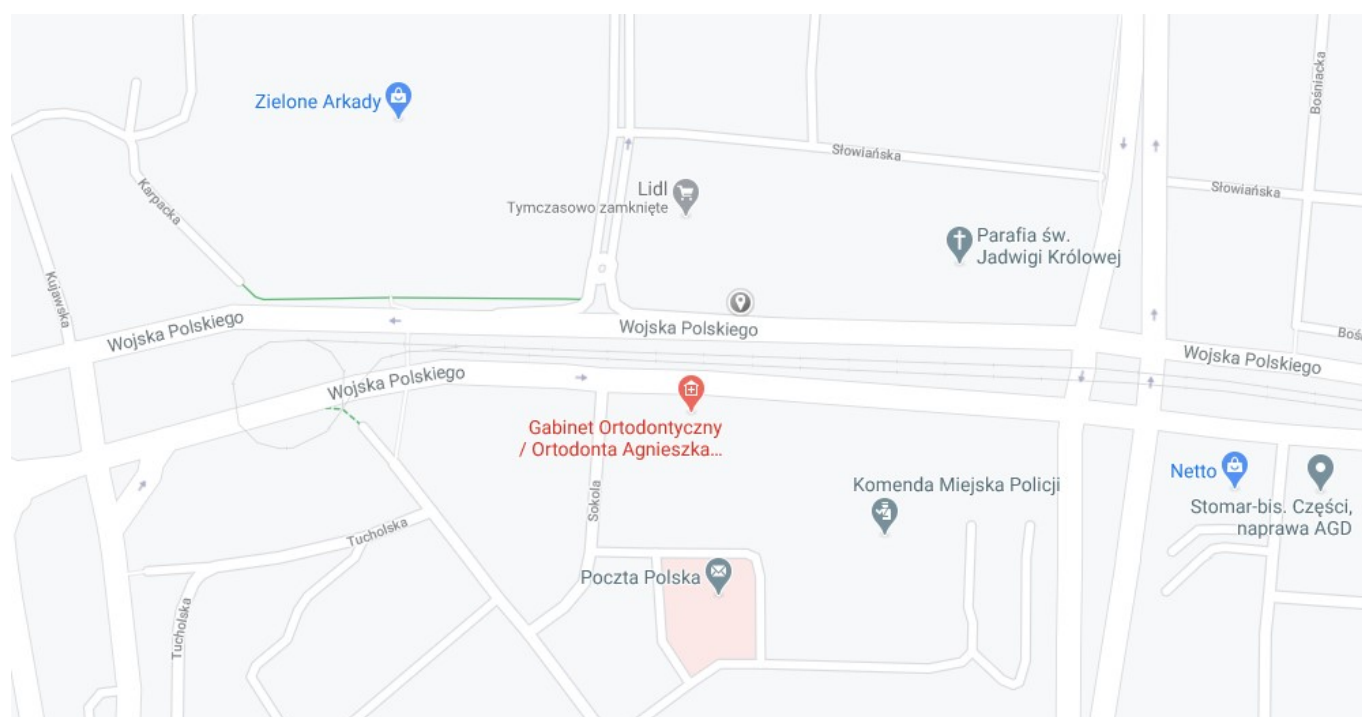 Bośniacka
Zielone Arkady
Słowiańska
Karpacka
Lidl
Tymczasowo zamknięte
Słowiańska
Parafia św.
Jadwigi Królowej
Kujawska
Wojska Polskiego
Wojska Polskiego
Wojska Polskiego
Wojska Polskiego
Gabinet Ortodontyczny
/ Ortodonta Agnieszka...
Sokola
Komenda Miejska Policji
Netto
Stomar-bis. Części,
naprawa AGD
Tucholska
Poczta Polska
Tucholska